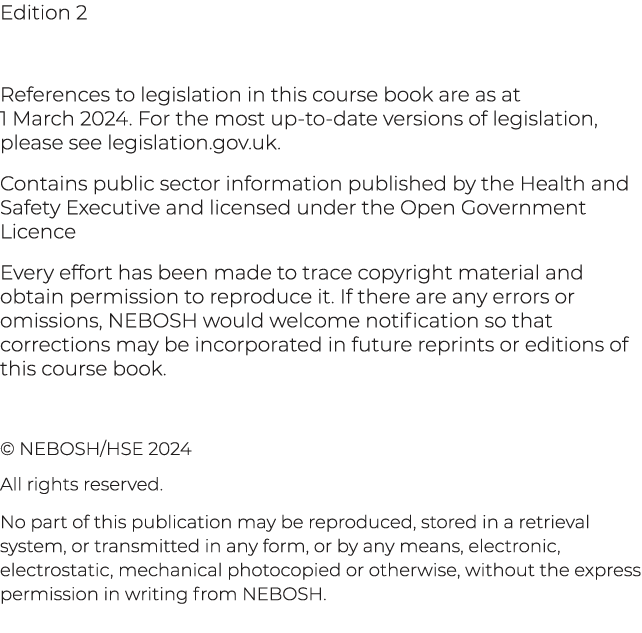 Edition 2
References to legislation in this course book are as at
1 March 2024. For the most up-to-date versions of legislation,
please see legislation.gov.uk.
Contains public sector information published by the Health and
Safety Executive and licensed under the Open Government
Licence
Every effort has been made to trace copyright material and
obtain permission to reproduce it. If there are any errors or
omissions, NEBOSH would welcome notification so that
corrections may be incorporated in future reprints or editions of
this course book.
© NEBOSH/HSE 2024
All rights reserved.
No part of this publication may be reproduced, stored in a retrieval
system, or transmitted in any form, or by any means, electronic,
electrostatic, mechanical photocopied or otherwise, without the express
permission in writing from NEBOSH.